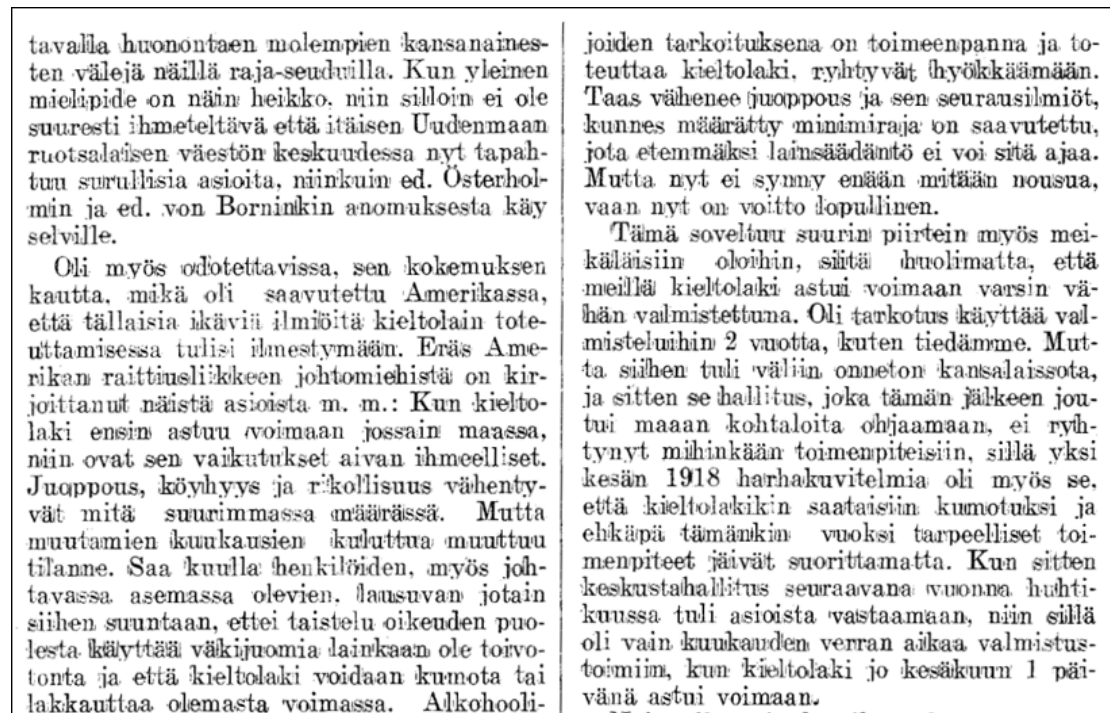 tavalla huonontaen molempien kansanaines-
ten välejä näillä raja-seuduilla. Kun yleinen
mielipide on näin heikko, niin silloin ei ole
suuresti ihmeteltävä että itäisen Uudenmaan
ruotsalaisen väestön keskuudessa nyt tapah-
tuu surullisia asioita, niinkuin ed. Österhol-
min ja ed. von Borninkin anomuksesta käy
selville.
Oli myös odotettavissa, sen kokemuksen
kautta, mikä oli saavutettu Amerikassa,
että tällaisia ikäviä ilmiöitä kieltolain tote-
uttamisessa tulisi ilmestymään. Eräs Ame-
rikan raittiusliikkeen johtomiehistä on kir-
joittanut näistä asioista m. m.: Kun kielto-
laki ensin astuu voimaan jossain maassa,
niin ovat sen vaikutukset aivan ihmeelliset.
Juoppous, köyhyys ja rikollisuus vähenty-
vät mitä suurimmassa määrässä. Mutta
muutamien kuukausien kuluttua muuttuu
tilanne. Saa kuulla henkilöiden, myös joh-
tavassa asemassa olevien, lausuvan jotain
siihen suuntaan, ettei taistelu oikeuden puo-
lesta käyttää väkijuomia lainkaan ole toivo-
tonta ja että kieltolaki voidaan kumota tai
lakkauttaa olemasta voimassa. Alkohooli-
joiden tarkoituksena on toimeenpanna ja to-
teuttaa kieltolaki, ryhtyvät hyökkäämään.
Taas vähenee juoppous ja sen seurausilmiöt,
kunnes määrätty minimiraja on saavutettu,
jota etemmäksi lainsäädäntö ei voi sitä ajaa.
Mutta nyt ei synny enään mitään nousua,
vaan nyt on voitto lopullinen.
Tämä soveltuu suurin piirtein myös mei-
käläisiin oloihin, siitä huolimatta, että
meillä kieltolaki astui voimaan varsin vä-
hän valmistettuna. Oli tarkotus käyttää val-
misteluihin 2 vuotta, kuten tiedämme. Mut-
ta siihen tuli väliin onneton kansalaissota,
ja sitten se hallitus, joka tämän jälkeen jou-
tui maaan kohtaloita ohjaamaan, ei ryh-
tynyt mihinkään toimenpiteisiin, sillä yksi
kesän 1918 harhakuvitelmia oli myös se,
että kieltolakikin saataisiin kumotuksi ja
ehkäpä tämänkin vuoksi tarpeelliset toi-
menpiteet jäivät suorittamatta. Kun sitten
keskustahallitus seuraavana vuonna huhti-
kuussa tuli asioista vastaamaan, niin sillä
oli vain kuukauden verran aikaa valmistus-
toimiin, kun kieltolaki jo kesäkuun 1 päi-
vänä astui voimaan.